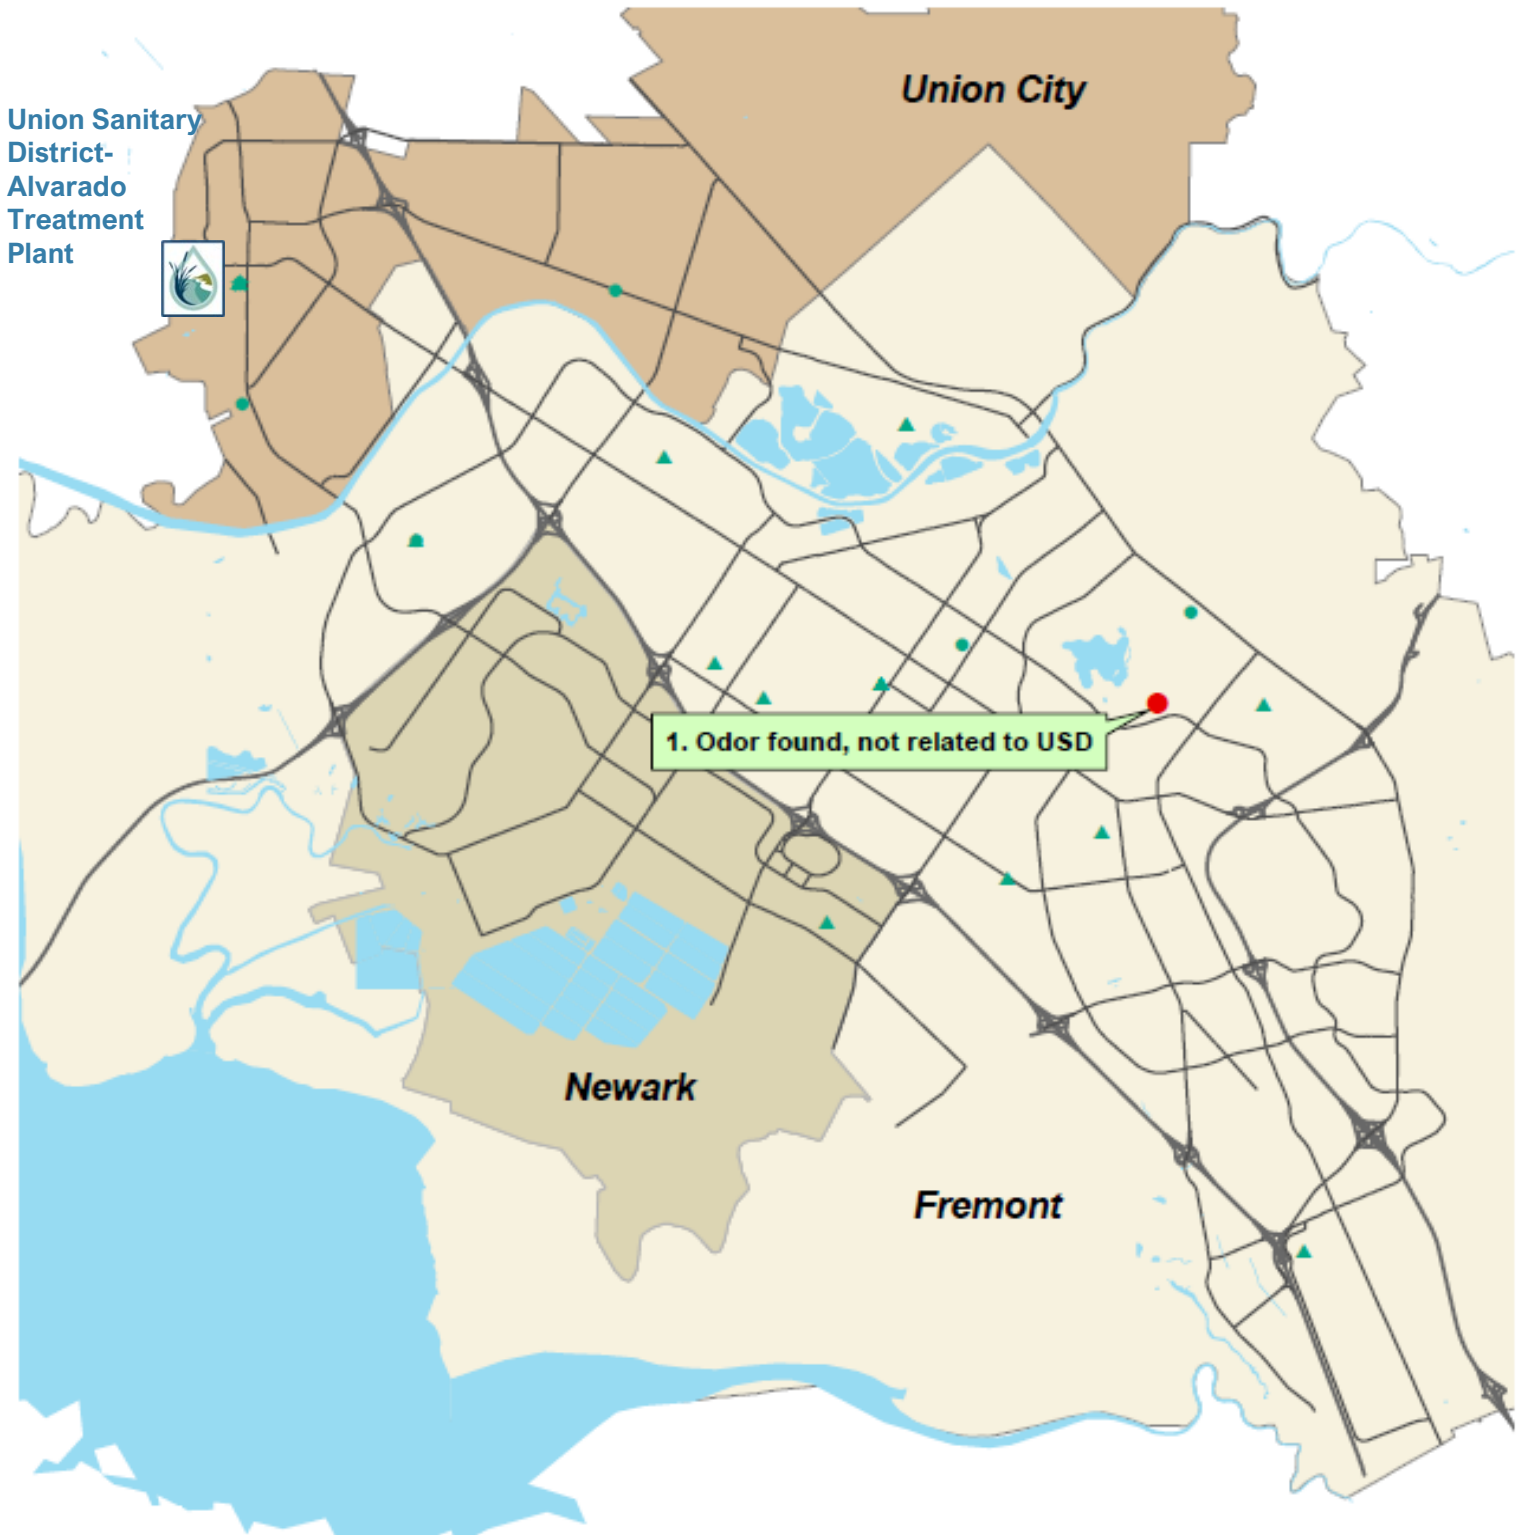 Union City
Union Sanitary
District-
Alvarado
Treatment
Plant
1. Odor found, not related to USD
Newark
Fremont